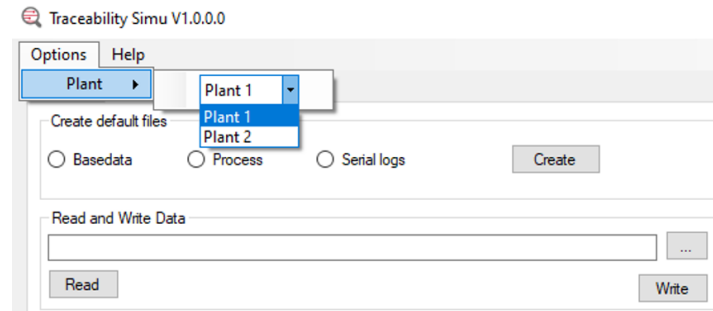 Traceability Simu V1.0.0.0
Options Help
Plant Plant 1
Plant 1
Plant 2
Create default files
Basedata Process Serial logs Create
Read and Write Data
...
Read Write